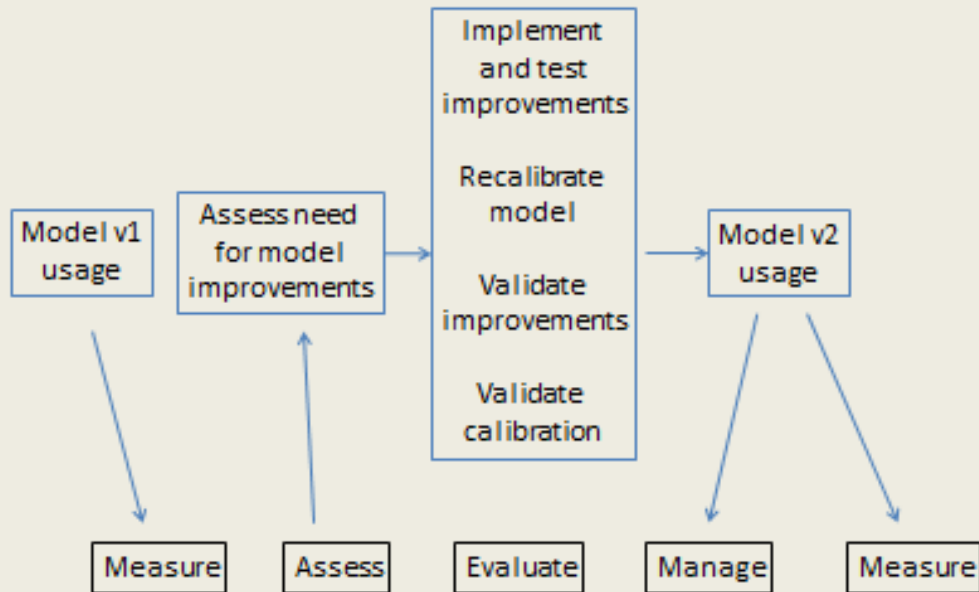 Model v1
usage
Assess need
for model
improvements
Implement
and test
improvements
Recalibrate
model
Validate
improvements
Validate
calibration
Model v2
usage
Measure
Assess
Evaluate
Manage
Measure